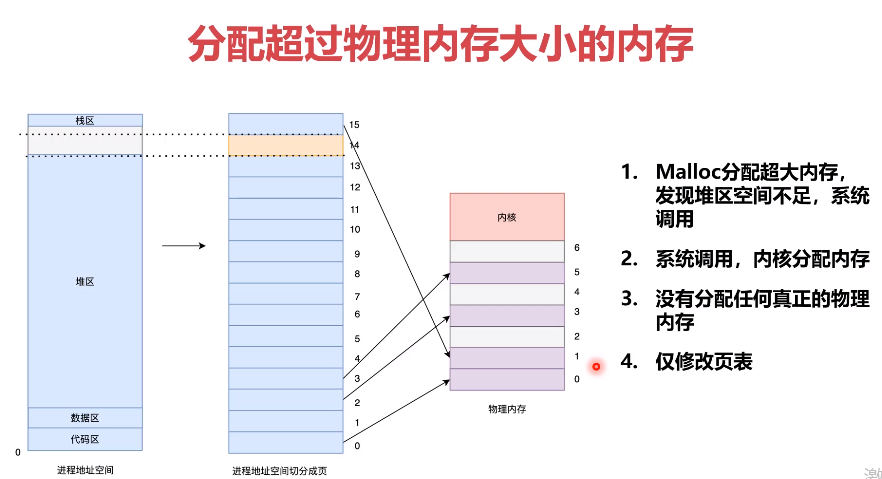 分配超过物理内存大小的内存
栈区
堆区
数据区
代码区
0
进程地址空间
15
14
13
12
11
10
9
8
7
6
5
4
3
2
1
0
进程地址空间切分成页
内核
6
5
4
3
2
1
0
物理内存
1. Malloc分配超大内存，
发现堆区空间不足，系统
调用
2. 系统调用，内核分配内存
3. 没有分配任何真正的物理
内存
4. 仅修改页表